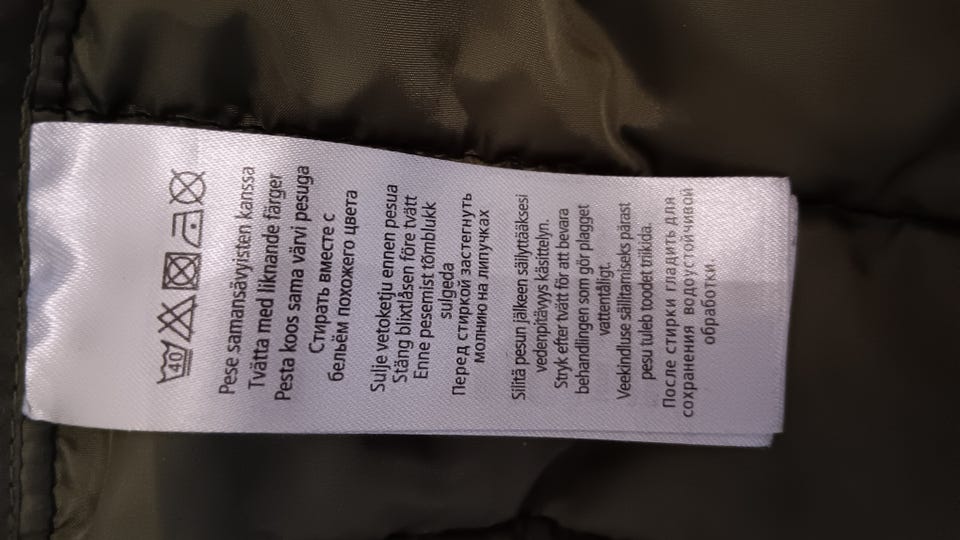 40
Pese samansävyisten kanssa
Tvätta med liknande färger
Pesta koos sama värvi pesuga
Стирать вместе с
бельём похожего цвета
Sulje vetoketju ennen pesua
Stäng blixtlåsen före tvätt
Enne pesemist tõmblukk
sulgeda
Перед стиркой застегнуть
молнию на липучках
Silitä pesun jälkeen säilyttääksesi
vedenpitävyys käsittelyn.
Stryk efter tvätt för att bevara
behandlingen som gör plagget
vattentåligt.
Veekindluse säilitamiseks pärast
pesu tuleb toodet triikida.
После стирки гладить для
сохранения водоустойчивой
обработки.